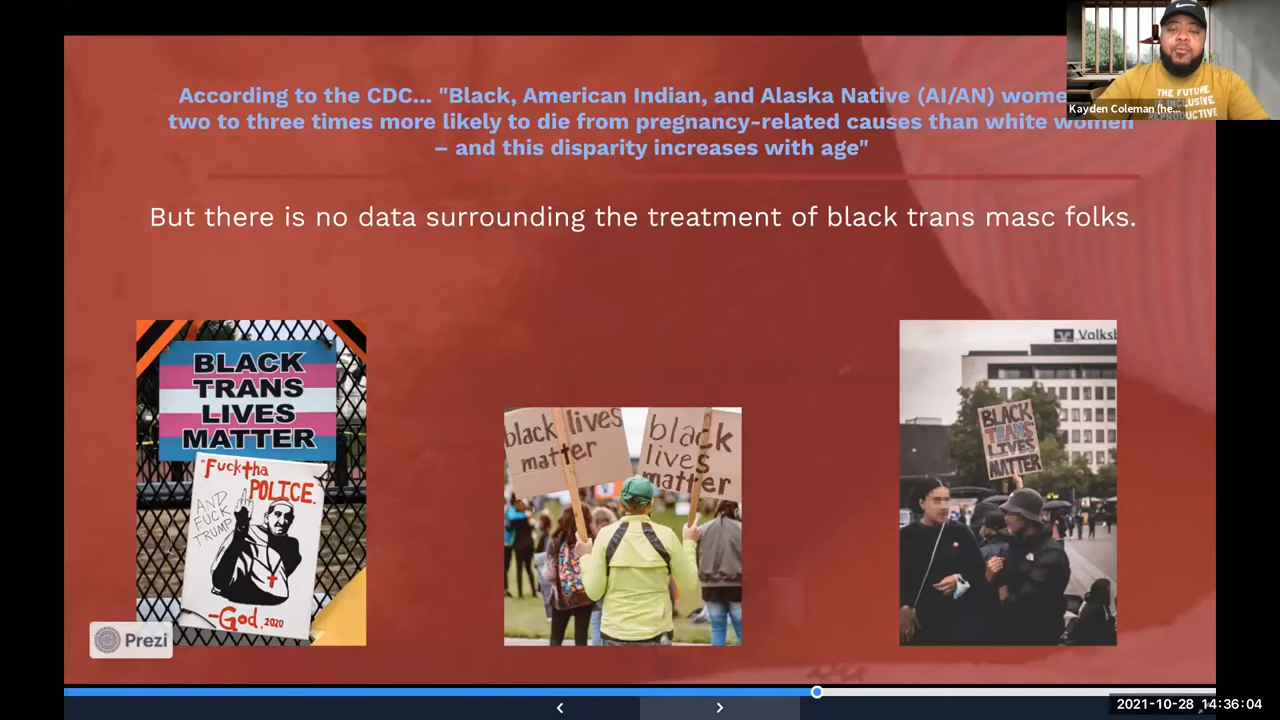 According to the CDC... "Black, American Indian, and Alaska Native (AI/AN) wome
two to three times more likely to die from pregnancy-related causes than white women
– and this disparity increases with age"
But there is no data surrounding the treatment of black trans masc folks.
THE FUTURE
IS INCLUSIVE
REPRODUCTIVE
Kayden Coleman (he...
BLACK
TRANS
LIVES
MATTER
"Fuck tha
POLICE.
AND
FUCK
TRUMP
-God, 2020
black lives
matter
black
lives
matter
Volksb
BLACK
TRANS
LIVES
MATTER
Prezi
2021-10-28 14:36:04